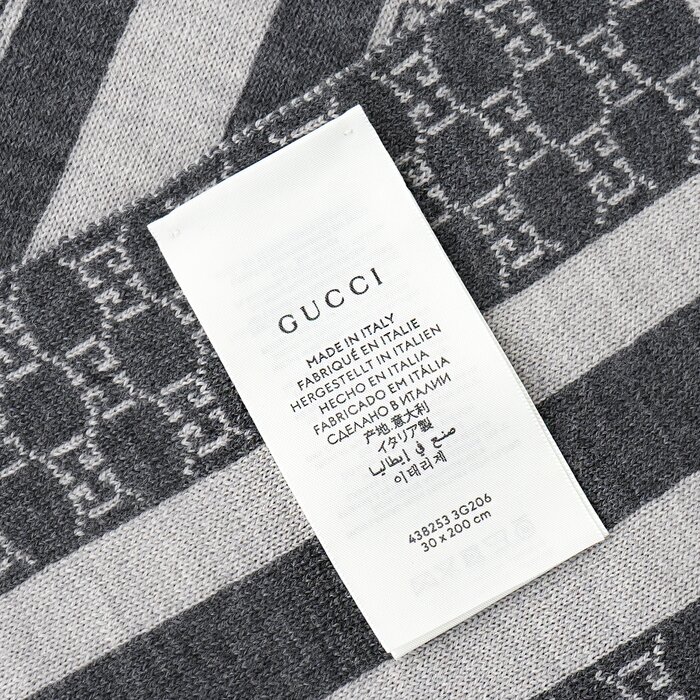 GUCCI
MADE IN ITALY
FABRIQUÉ EN ITALIE
HERGESTELLT IN ITALIEN
HECHO EN ITALIA
FABRICADO EM ITÁLIA
СДЕЛАНО В ИТАЛИИ
产地:意大利
イタリア製
صنع في إيطاليا
이태리제
438253 3G206
30 x 200 cm